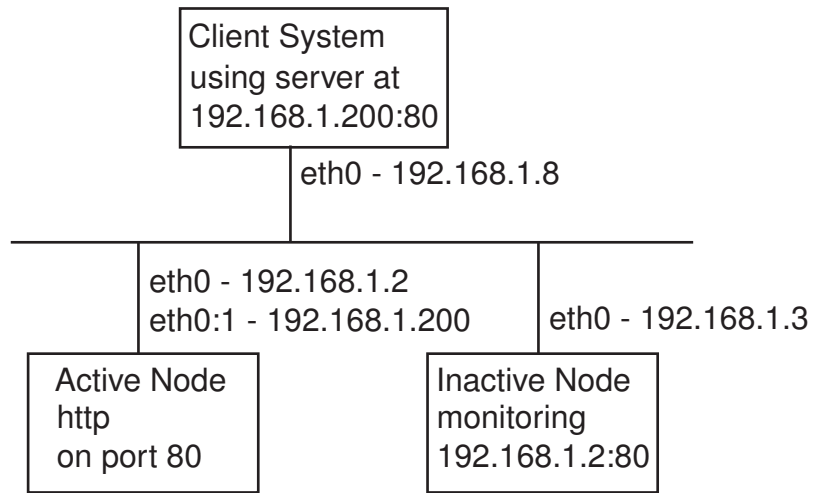 Client System
using server at
192.168.1.200:80
eth0 - 192.168.1.8
eth0 - 192.168.1.2
eth0:1 - 192.168.1.200
eth0 - 192.168.1.3
Active Node
http
on port 80
Inactive Node
monitoring
192.168.1.2:80